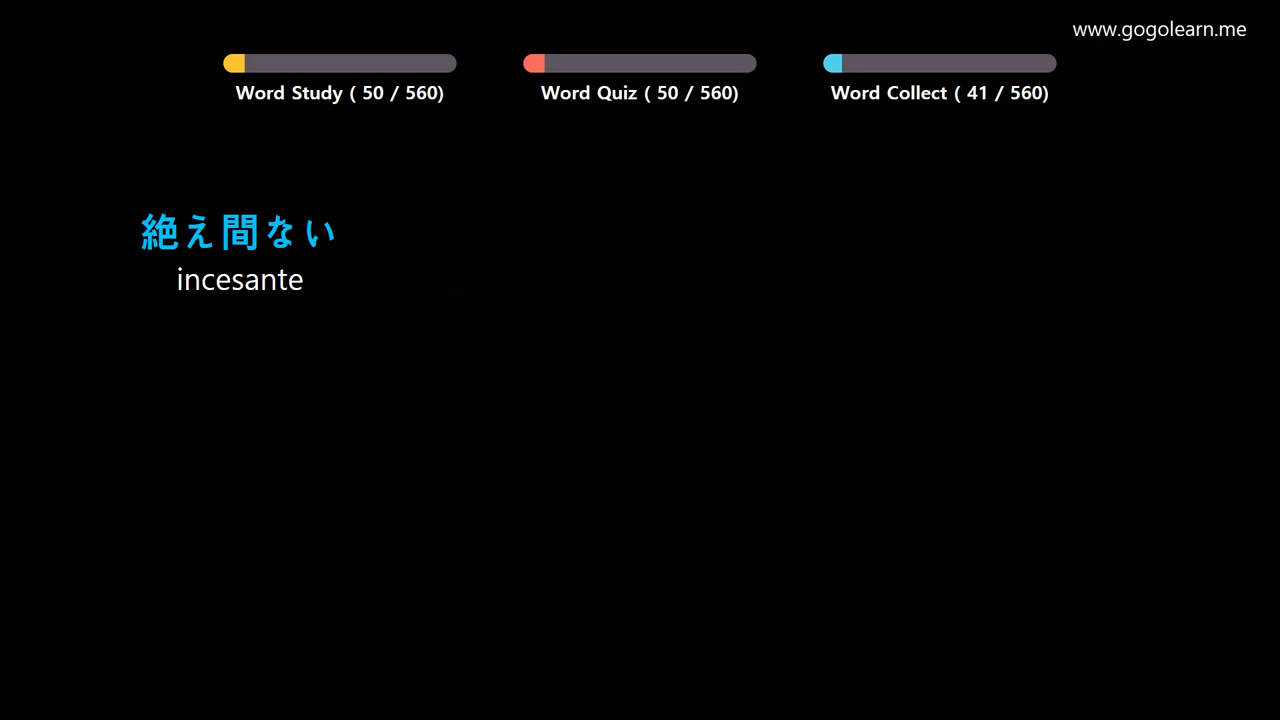 www.gogolearn.me
Word Study ( 50 / 560)
Word Quiz ( 50 / 560)
Word Collect ( 41 / 560)
絶え間ない
incesante